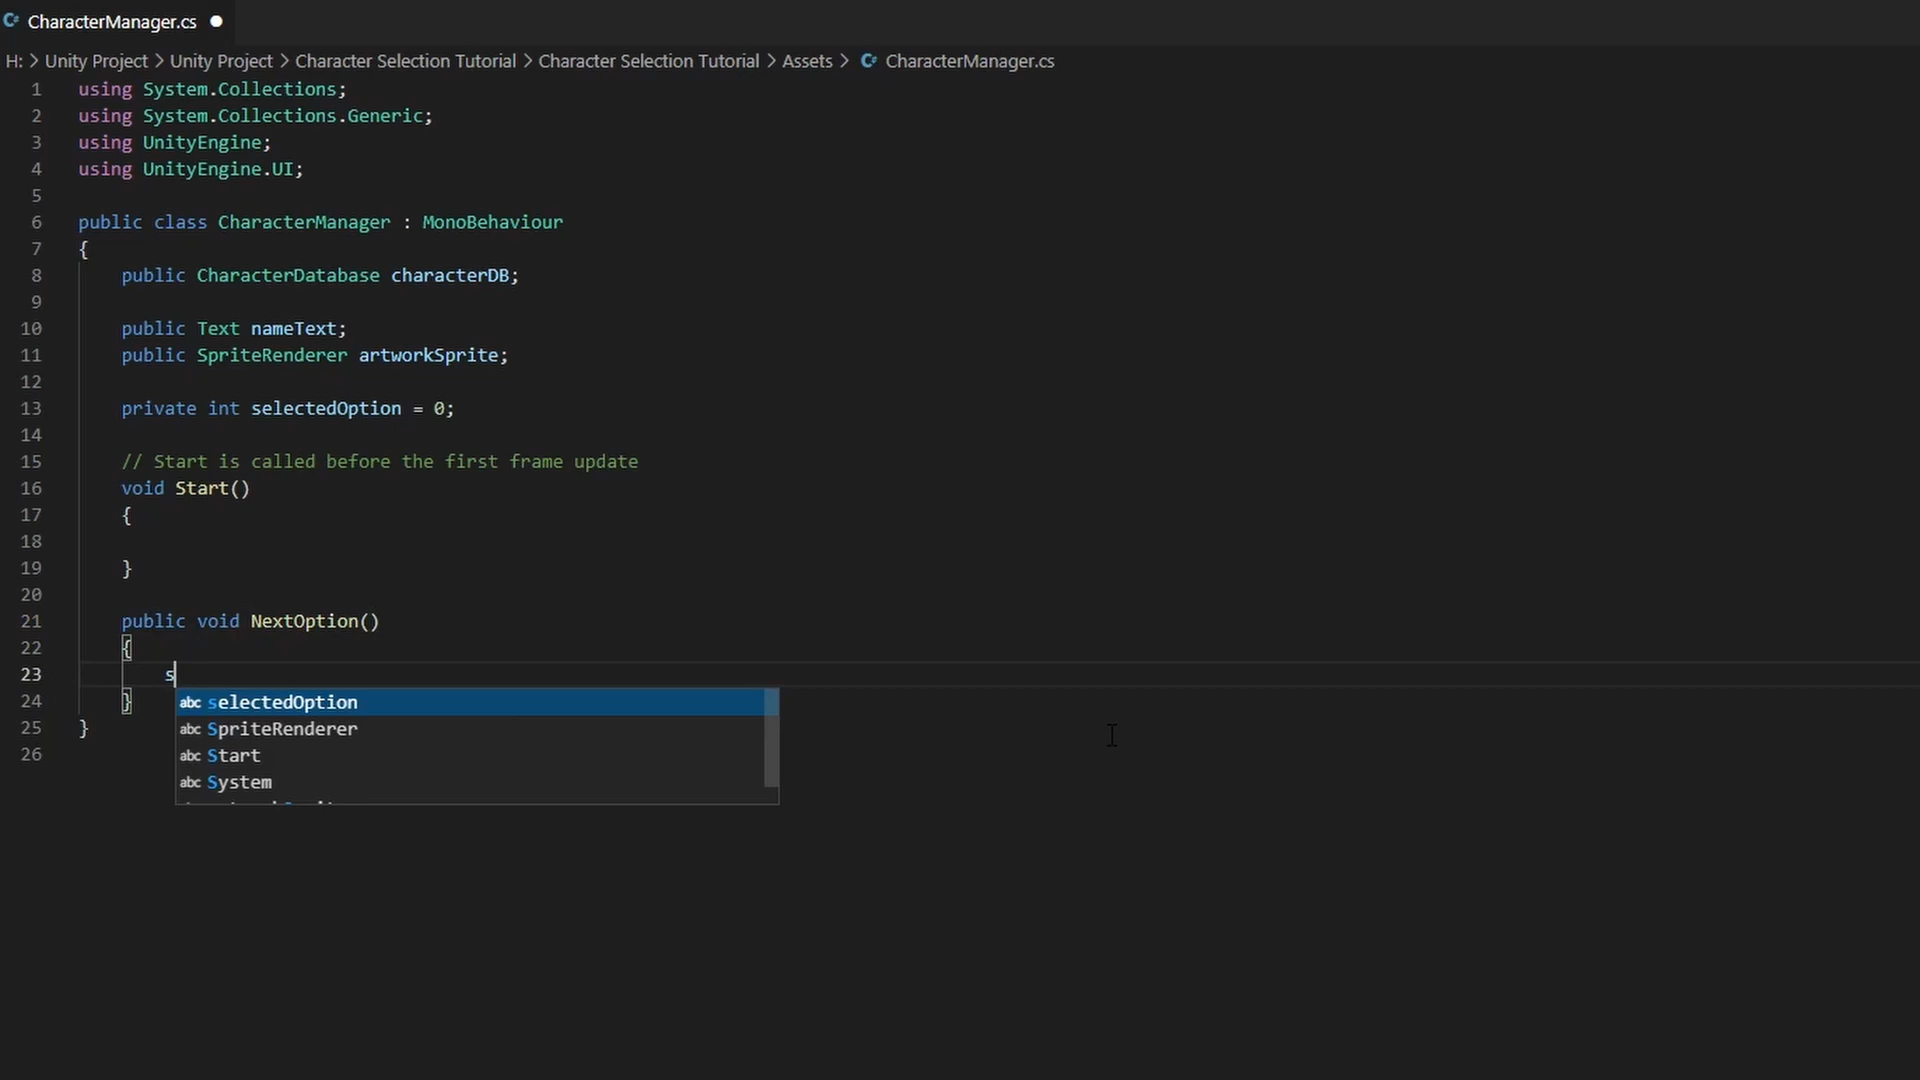 CharacterManager.cs
H: > Unity Project > Unity Project > Character Selection Tutorial > Character Selection Tutorial > Assets > CharacterManager.cs
1 using System.Collections;
2 using System.Collections.Generic;
3 using UnityEngine;
4 using UnityEngine.UI;
5
6 public class CharacterManager : MonoBehaviour
7 {
8 public CharacterDatabase characterDB;
9
10 public Text nameText;
11 public SpriteRenderer artworkSprite;
12
13 private int selectedOption = 0;
14
15 // Start is called before the first frame update
16 void Start()
17 {
18
19 }
20
21 public void NextOption()
22 {
23 s
24 }
abc selectedOption
25 }
abc SpriteRenderer
26
abc Start
abc System